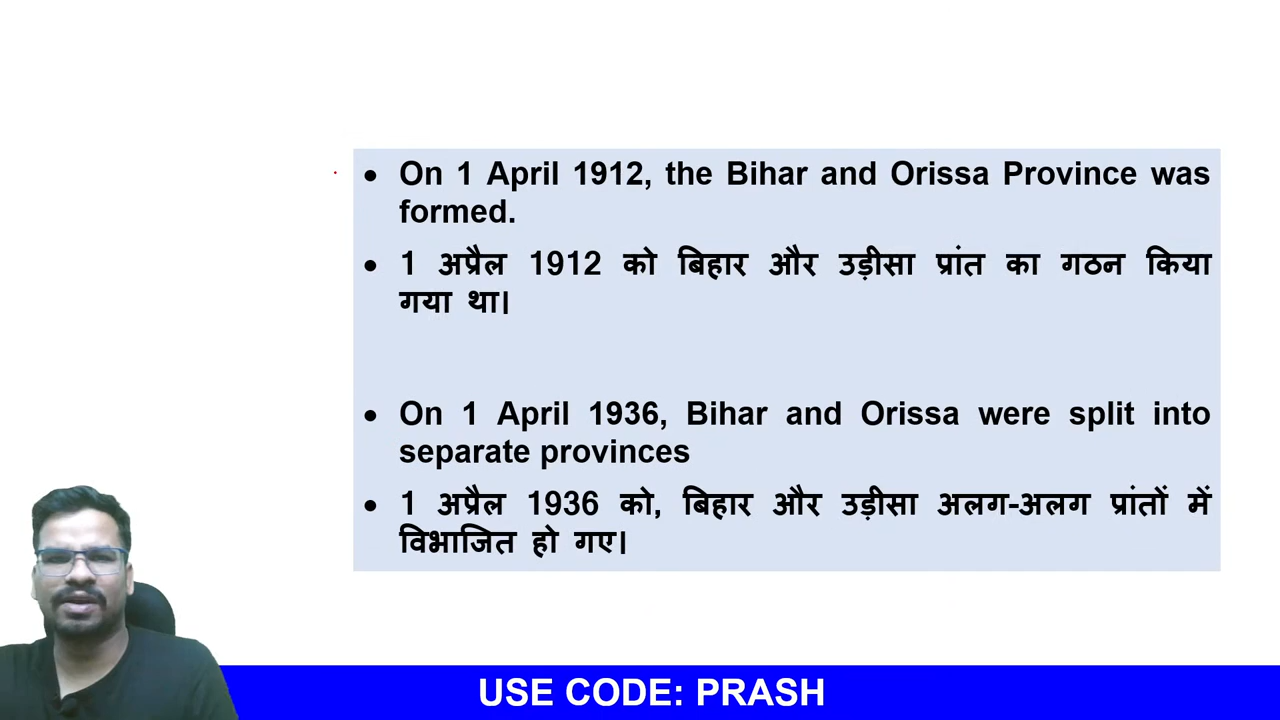 • On 1 April 1912, the Bihar and Orissa Province was
formed.
• 1 अप्रैल 1912 को बिहार और उड़ीसा प्रांत का गठन किया
गया था।
• On 1 April 1936, Bihar and Orissa were split into
separate provinces
• 1 अप्रैल 1936 को, बिहार और उड़ीसा अलग-अलग प्रांतों में
विभाजित हो गए।
USE CODE: PRASH